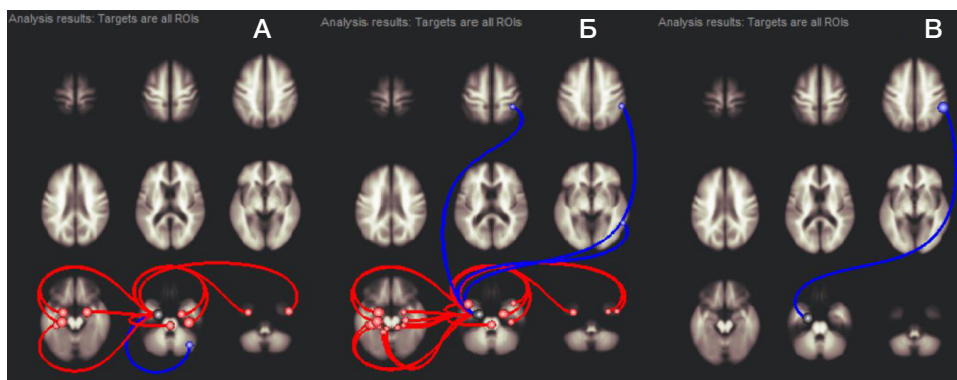 Analysis results: Targets are all ROIs
А
Analysis results: Targets are all ROIs
Б
Analysis results: Targets are all ROIs
В